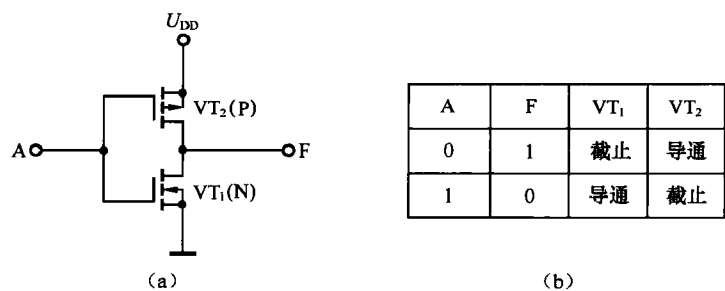 U_DD
VT₂(P)
A
F
VT₁(N)
(a)
A F VT₁ VT₂
0 1 截止 导通
1 0 导通 截止
(b)